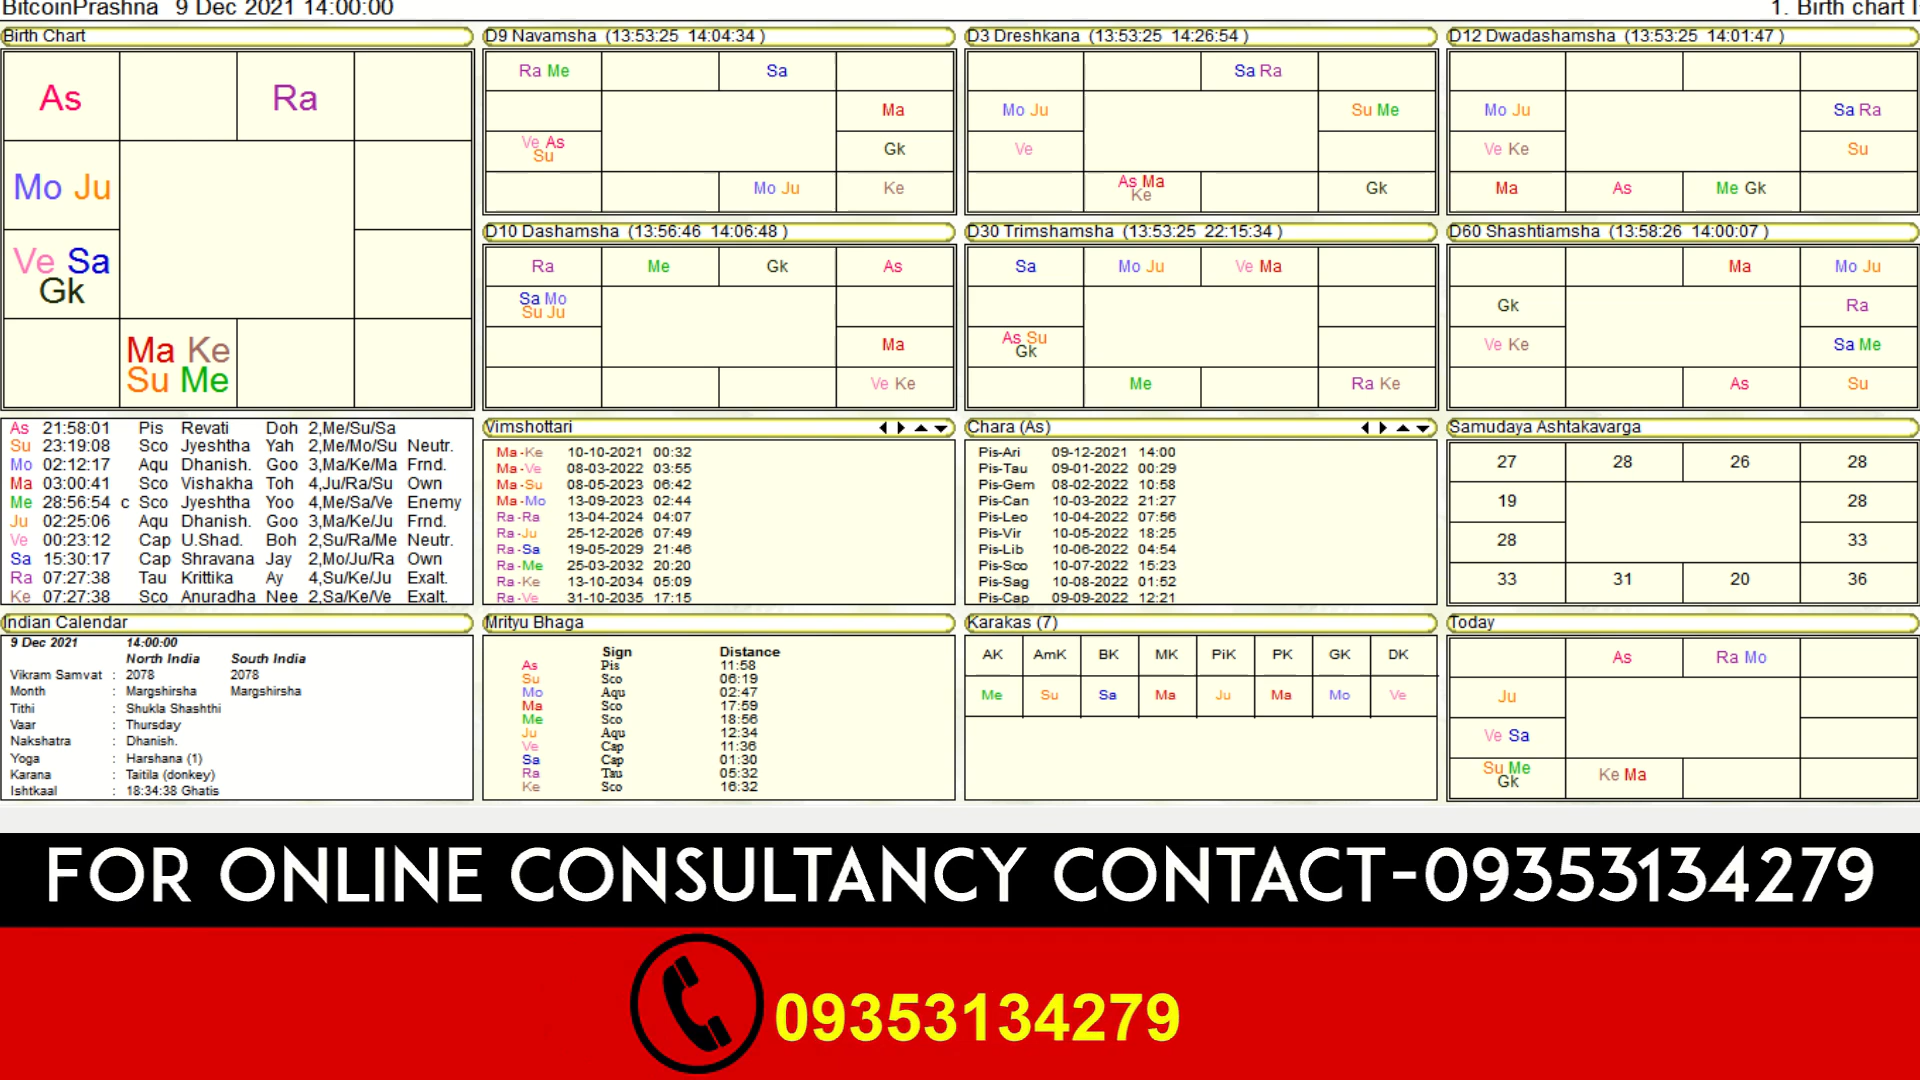 BitcoinPrashna 9 Dec 2021 14:00:00
1. Birth chart
Birth Chart
As Ra
Mo Ju
Ve Sa
Gk
Ma Ke
Su Me
D9 Navamsha (13:53:25 14:04:34 )
Ra Me Sa
Ma
Ve As
Su
Gk
Mo Ju Ke
D3 Dreshkana (13:53:25 14:26:54 )
Sa Ra
Mo Ju Su Me
Ve
As Ma
Ke
Gk
D12 Dwadashamsha (13:53:25 14:01:47 )
Mo Ju Sa Ra
Ve Ke Su
Ma As Me Gk
D10 Dashamsha (13:56:46 14:06:48 )
Ra Me Gk As
Sa Mo
Su Ju
Ma
Ve Ke
D30 Trimshamsha (13:53:25 22:15:34 )
Sa Mo Ju Ve Ma
As Su
Gk
Me Ra Ke
D60 Shashtiamsha (13:58:26 14:00:07 )
Ma Mo Ju
Gk Ra
Ve Ke Sa Me
As Su
As 21:58:01 Pis Revati Doh 2,Me/Su/Sa
Su 23:19:08 Sco Jyeshtha Yah 2,Me/Mo/Su Neutr.
Mo 02:12:17 Aqu Dhanish. Goo 3,Ma/Ke/Ma Frnd.
Ma 03:00:41 Sco Vishakha Toh 4,Ju/Ra/Su Own
Me 28:56:54 c Sco Jyeshtha Yoo 4,Me/Sa/Ve Enemy
Ju 02:25:06 Aqu Dhanish. Goo 3,Ma/Ke/Ju Frnd.
Ve 00:23:12 Cap U.Shad. Boh 2,Su/Ra/Me Neutr.
Sa 15:30:17 Cap Shravana Jay 2,Mo/Ju/Ra Own
Ra 07:27:38 Tau Krittika Ay 4,Su/Ke/Ju Exalt.
Ke 07:27:38 Sco Anuradha Nee 2,Sa/Ke/Ve Exalt.
Vimshottari
Ma-Ke 10-10-2021 00:32
Ma-Ve 08-03-2022 03:55
Ma-Su 08-05-2023 06:42
Ma-Mo 13-09-2023 02:44
Ra-Ra 13-04-2024 04:07
Ra-Ju 25-12-2026 07:49
Ra-Sa 19-05-2029 21:46
Ra-Me 25-03-2032 20:20
Ra-Ke 13-10-2034 05:09
Ra-Ve 31-10-2035 17:15
Chara (As)
Pis-Ari 09-12-2021 14:00
Pis-Tau 09-01-2022 00:29
Pis-Gem 08-02-2022 10:58
Pis-Can 10-03-2022 21:27
Pis-Leo 10-04-2022 07:56
Pis-Vir 10-05-2022 18:25
Pis-Lib 10-06-2022 04:54
Pis-Sco 10-07-2022 15:23
Pis-Sag 10-08-2022 01:52
Pis-Cap 09-09-2022 12:21
Samudaya Ashtakavarga
27 28 26 28
19 28
28 33
33 31 20 36
Indian Calendar
9 Dec 2021 14:00:00
North India South India
Vikram Samvat : 2078 2078
Month : Margshirsha Margshirsha
Tithi : Shukla Shashthi
Vaar : Thursday
Nakshatra : Dhanish.
Yoga : Harshana (1)
Karana : Taitila (donkey)
Ishtkaal : 18:34:38 Ghatis
Mrityu Bhaga
Sign Distance
As Pis 11:58
Su Sco 06:19
Mo Aqu 02:47
Ma Sco 17:59
Me Sco 18:56
Ju Aqu 12:34
Ve Cap 11:36
Sa Cap 01:30
Ra Tau 05:32
Ke Sco 16:32
Karakas (7)
AK AmK BK MK PiK PK GK DK
Me Su Sa Ma Ju Ma Mo Ve
Today
As Ra Mo
Ju
Ve Sa
Su Me
Gk
Ke Ma
FOR ONLINE CONSULTANCY CONTACT-09353134279
09353134279